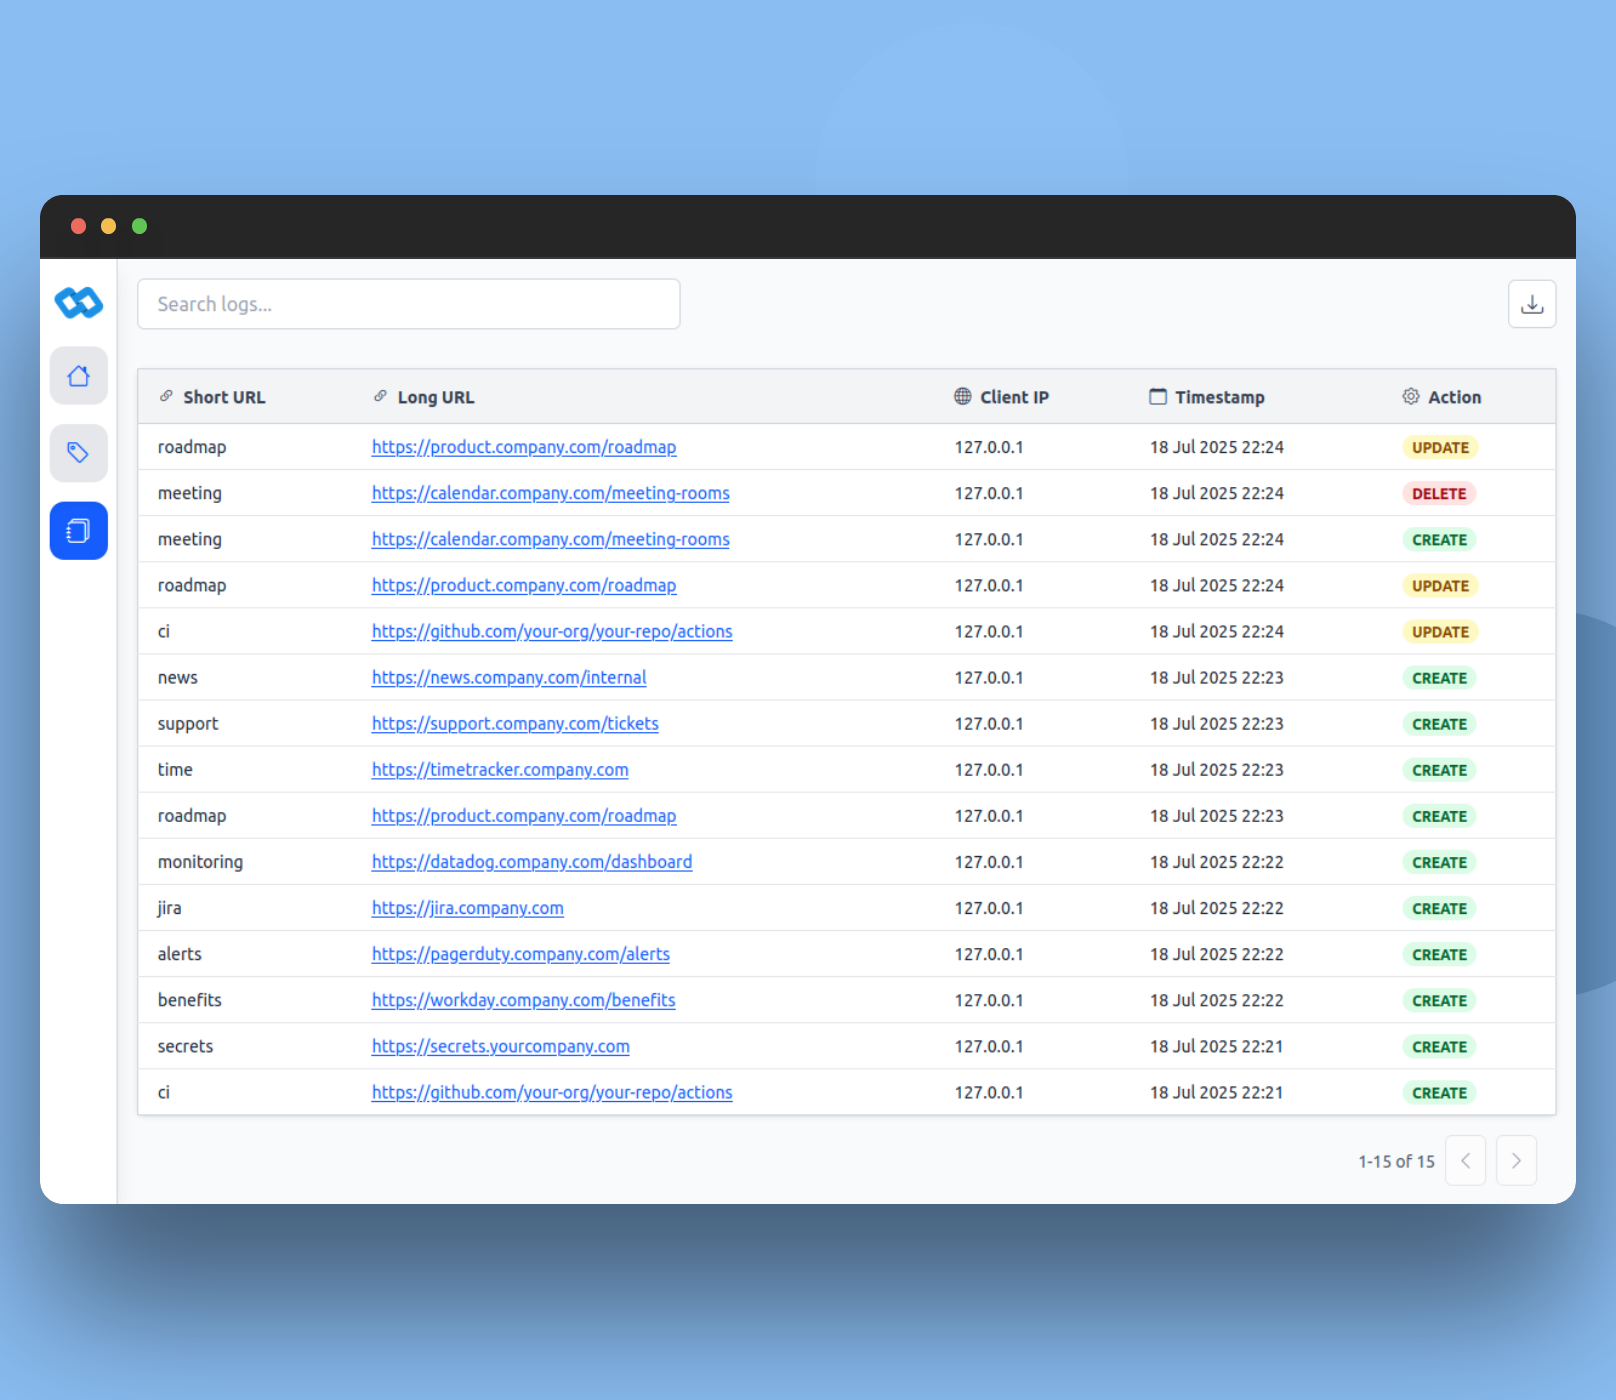 Search logs...
Short URL Long URL Client IP Timestamp Action
roadmap https://product.company.com/roadmap 127.0.0.1 18 Jul 2025 22:24 UPDATE
meeting https://calendar.company.com/meeting-rooms 127.0.0.1 18 Jul 2025 22:24 DELETE
meeting https://calendar.company.com/meeting-rooms 127.0.0.1 18 Jul 2025 22:24 CREATE
roadmap https://product.company.com/roadmap 127.0.0.1 18 Jul 2025 22:24 UPDATE
ci https://github.com/your-org/your-repo/actions 127.0.0.1 18 Jul 2025 22:24 UPDATE
news https://news.company.com/internal 127.0.0.1 18 Jul 2025 22:23 CREATE
support https://support.company.com/tickets 127.0.0.1 18 Jul 2025 22:23 CREATE
time https://timetracker.company.com 127.0.0.1 18 Jul 2025 22:23 CREATE
roadmap https://product.company.com/roadmap 127.0.0.1 18 Jul 2025 22:23 CREATE
monitoring https://datadog.company.com/dashboard 127.0.0.1 18 Jul 2025 22:22 CREATE
jira https://jira.company.com 127.0.0.1 18 Jul 2025 22:22 CREATE
alerts https://pagerduty.company.com/alerts 127.0.0.1 18 Jul 2025 22:22 CREATE
benefits https://workday.company.com/benefits 127.0.0.1 18 Jul 2025 22:22 CREATE
secrets https://secrets.yourcompany.com 127.0.0.1 18 Jul 2025 22:21 CREATE
ci https://github.com/your-org/your-repo/actions 127.0.0.1 18 Jul 2025 22:21 CREATE
1-15 of 15